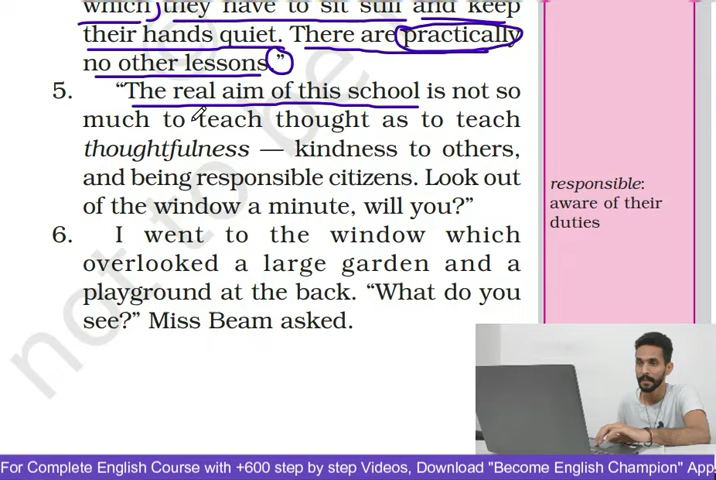 which, they have to sit still and keep
their hands quiet. There are practically
no other lessons.”
5. “The real aim of this school is not so
much to teach thought as to teach
thoughtfulness — kindness to others,
and being responsible citizens. Look out
of the window a minute, will you?”
6. I went to the window which
overlooked a large garden and a
playground at the back. “What do you
see?” Miss Beam asked.
responsible:
aware of their
duties
not to be
©
For Complete English Course with +600 step by step Videos, Download "Become English Champion" App.